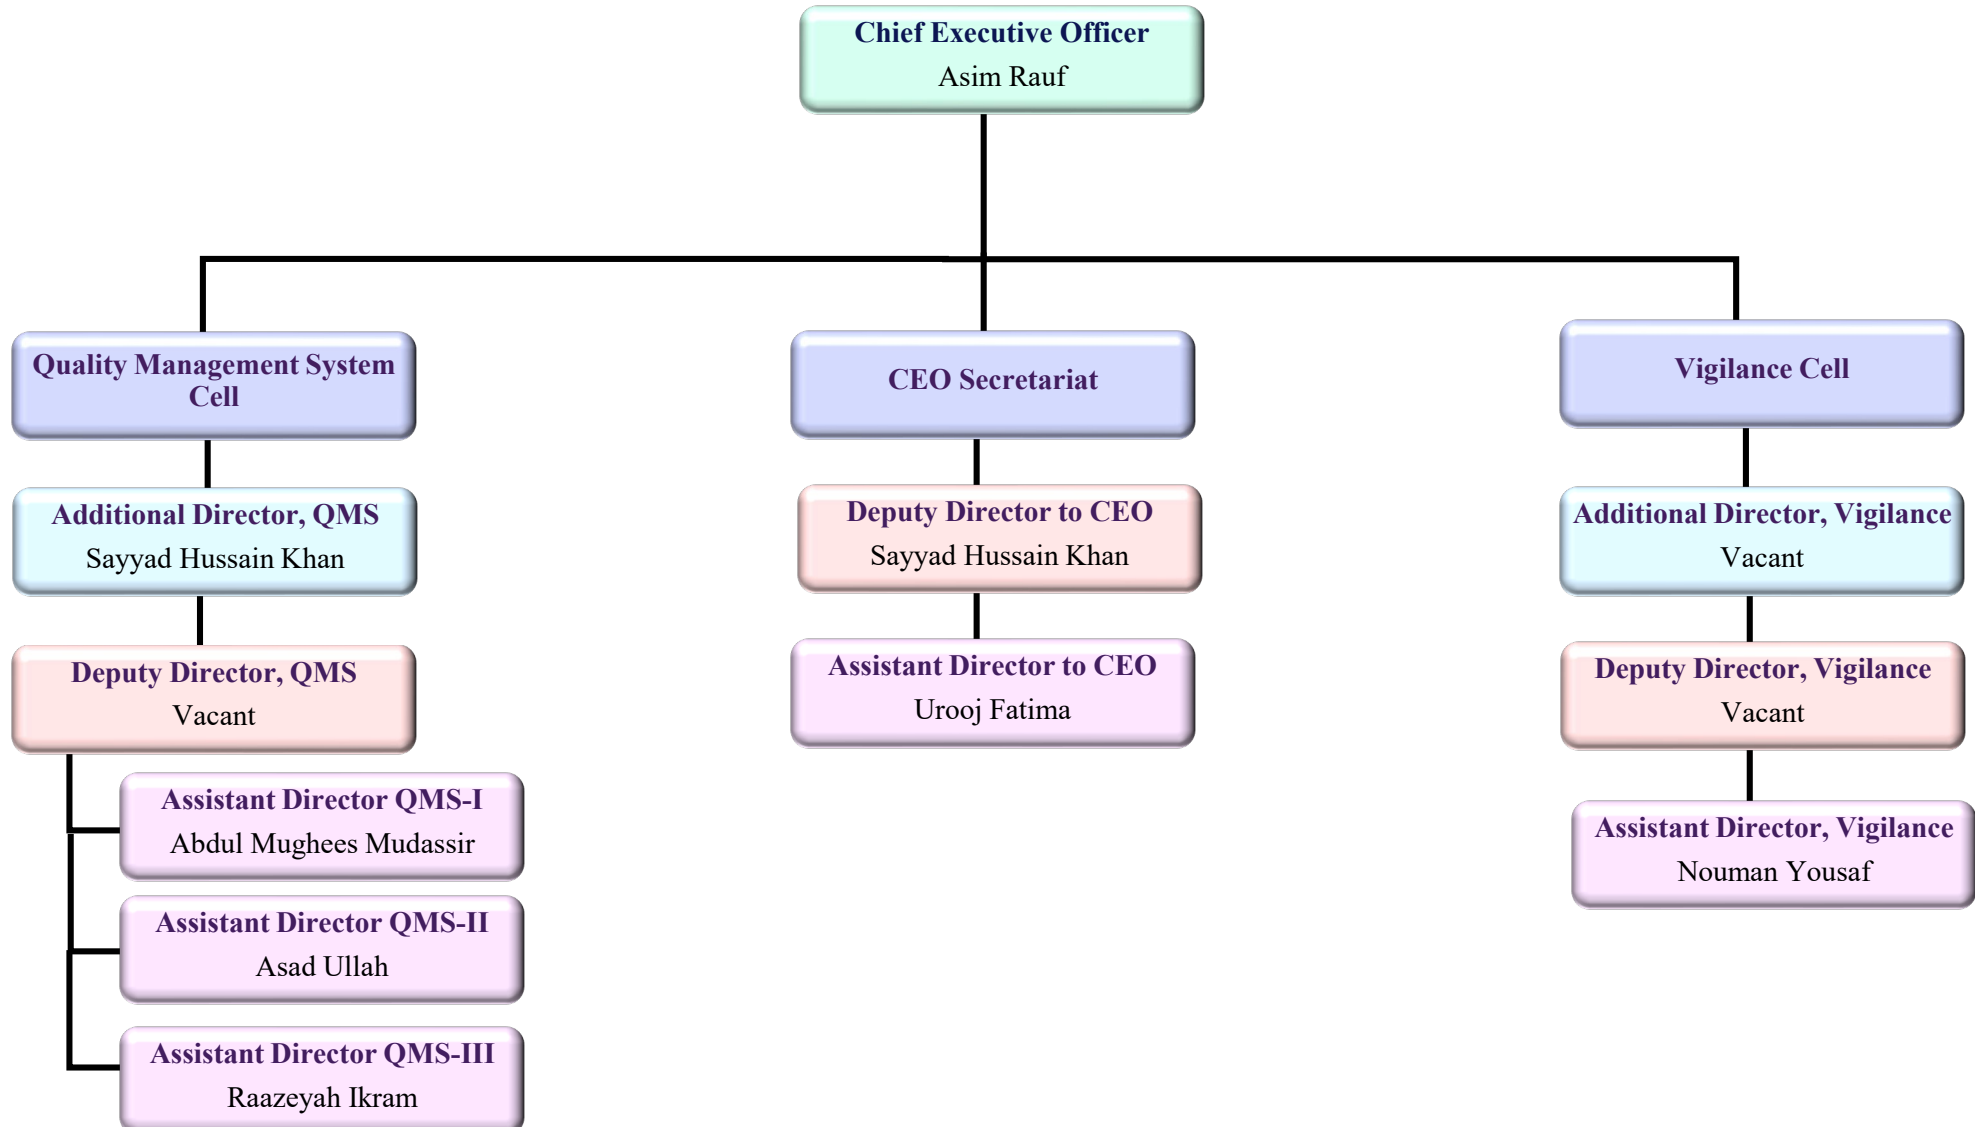 Chief Executive Officer
Asim Rauf
Quality Management System
Cell
Additional Director, QMS
Sayyad Hussain Khan
Deputy Director, QMS
Vacant
Assistant Director QMS-I
Abdul Mughees Mudassir
Assistant Director QMS-II
Asad Ullah
Assistant Director QMS-III
Raazeyah Ikram
CEO Secretariat
Deputy Director to CEO
Sayyad Hussain Khan
Assistant Director to CEO
Urooj Fatima
Vigilance Cell
Additional Director, Vigilance
Vacant
Deputy Director, Vigilance
Vacant
Assistant Director, Vigilance
Nouman Yousaf